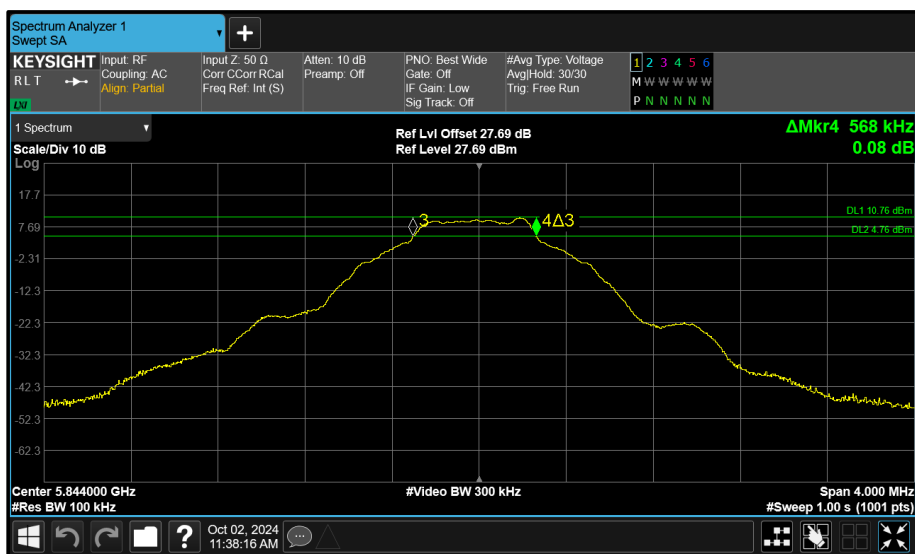 Spectrum Analyzer 1
Swept SA
KEYSIGHT
RLT
LXI
Input: RF
Coupling: AC
Align: Partial
Input Z: 50 Ω
Corr CCorr RCal
Freq Ref: Int (S)
Atten: 10 dB
Preamp: Off
PNO: Best Wide
Gate: Off
IF Gain: Low
Sig Track: Off
#Avg Type: Voltage
Avg|Hold: 30/30
Trig: Free Run
1 2 3 4 5 6
M W W W W W
P N N N N N
1 Spectrum
Scale/Div 10 dB
Ref Lvl Offset 27.69 dB
Ref Level 27.69 dBm
ΔMkr4 568 kHz
0.08 dB
Log
17.7
7.69
-2.31
-12.3
-22.3
-32.3
-42.3
-52.3
-62.3
3
4Δ3
DL1 10.76 dBm
DL2 4.76 dBm
Center 5.844000 GHz
#Res BW 100 kHz
#Video BW 300 kHz
Span 4.000 MHz
#Sweep 1.00 s (1001 pts)
?
Oct 02, 2024
11:38:16 AM